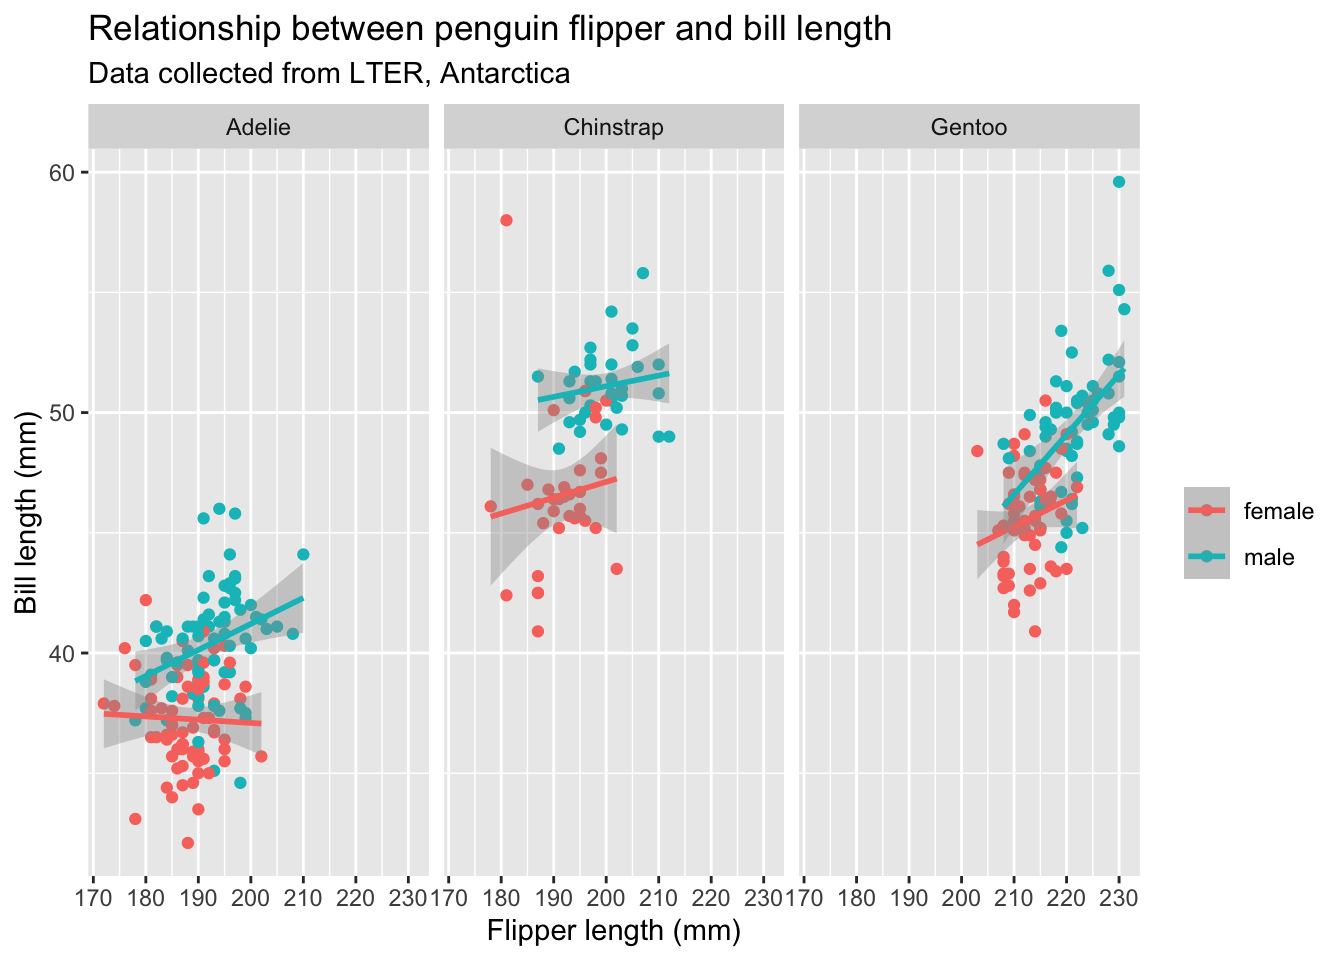 Relationship between penguin flipper and bill length
Data collected from LTER, Antarctica
Adelie Chinstrap Gentoo
60
50
40
Bill length (mm)
170 180 190 200 210 220 230 170 180 190 200 210 220 230 170 180 190 200 210 220 230
Flipper length (mm)
female
male